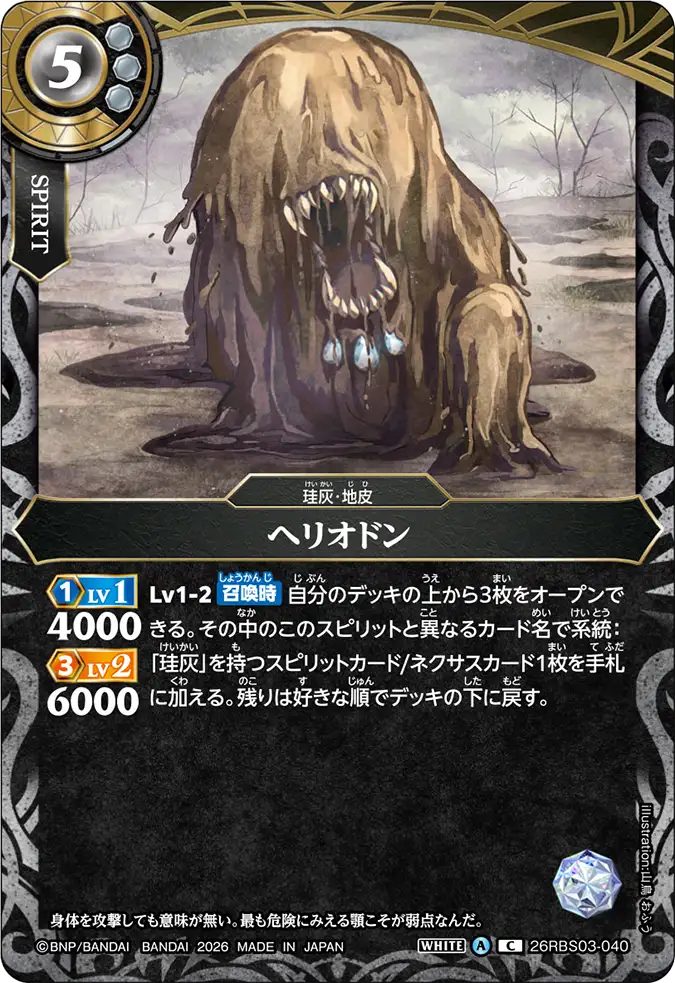 5
SPIRIT
珪灰・地皮
ヘリオドン
1 LV1
4000
3 LV2
6000
Lv1-2 召喚時 自分のデッキの上から3枚をオープンで
きる。その中のこのスピリットと異なるカード名で系統：
「珪灰」を持つスピリットカード/ネクサスカード1枚を手札
に加える。残りは好きな順でデッキの下に戻す。
illustration:山鳥 おふう
身体を攻撃しても意味が無い。最も危険にみえる顎こそが弱点なんだ。
©BNP/BANDAI BANDAI 2026 MADE IN JAPAN
WHITE A C 26RBS03-040